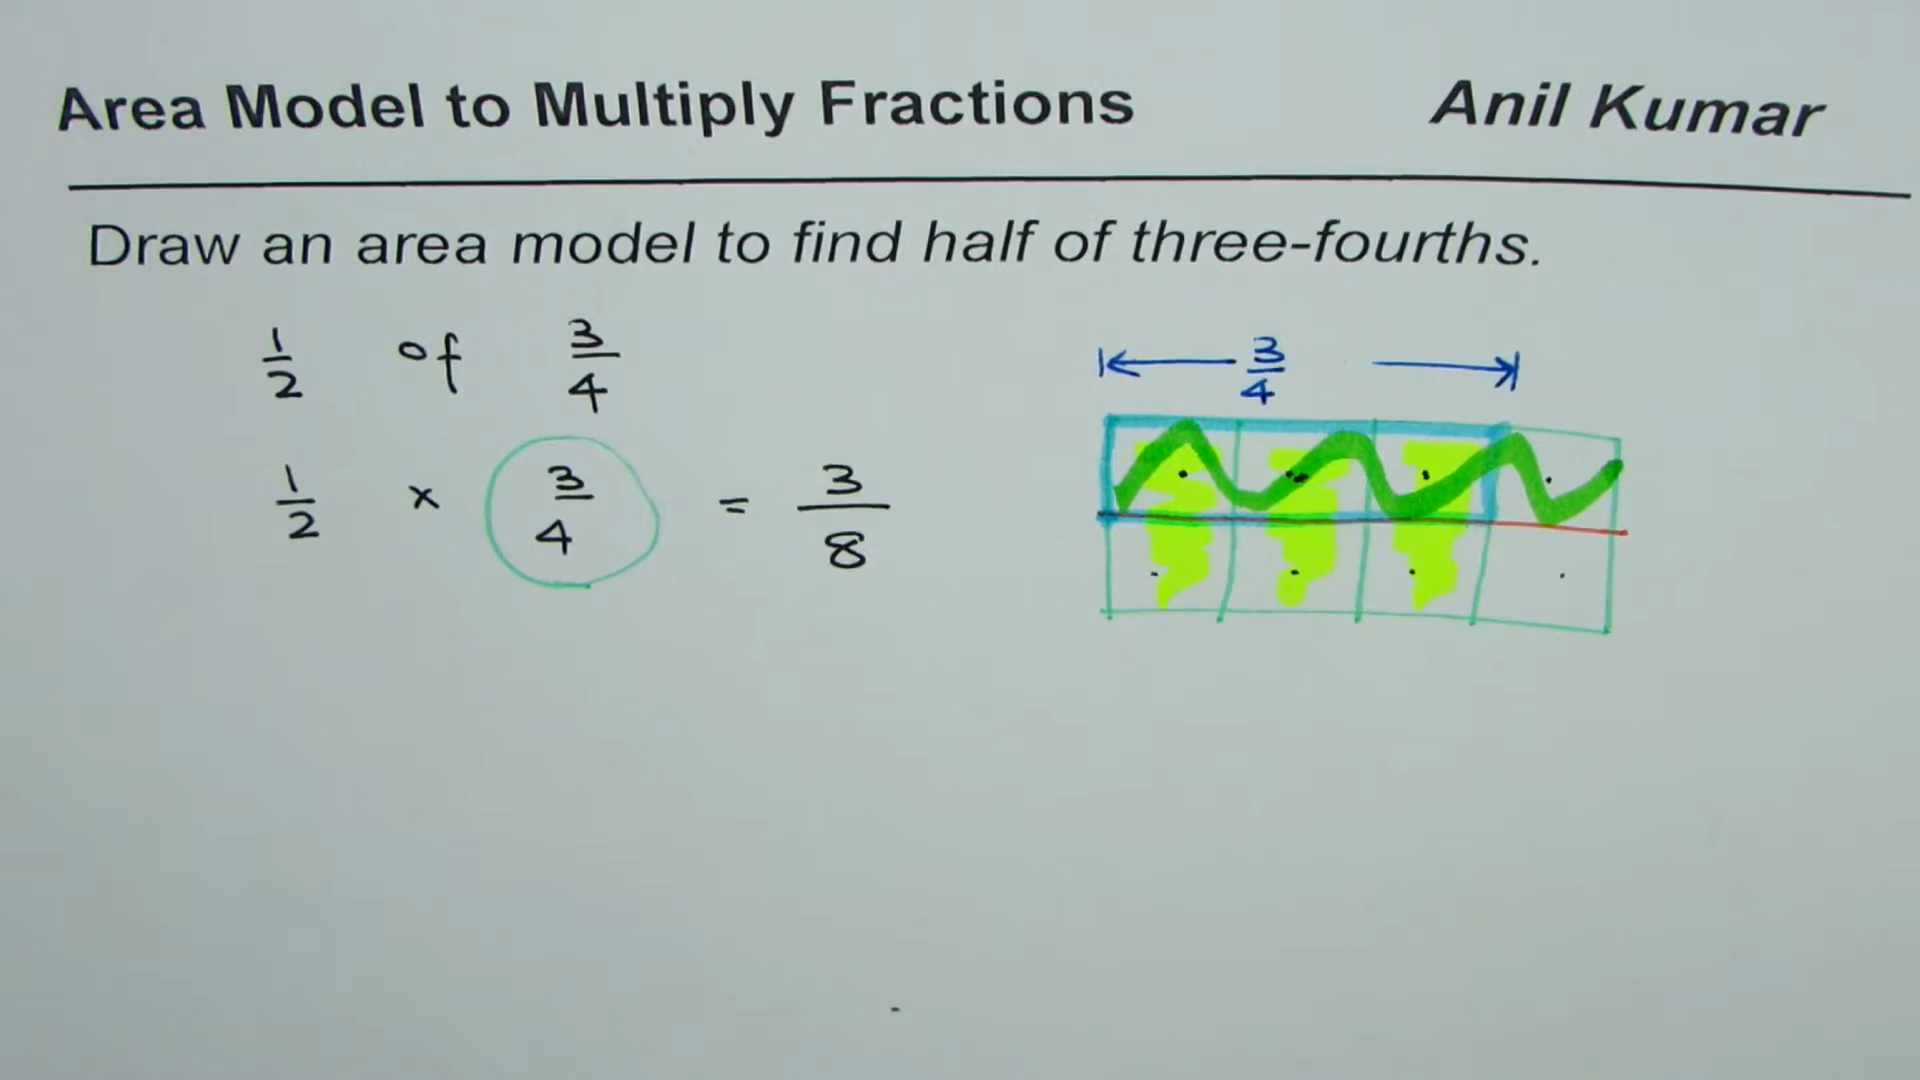 Area Model to Multiply Fractions Anil Kumar
Draw an area model to find half of three-fourths.
1/2 of 3/4
1/2 × 3/4 = 3/8
3/4